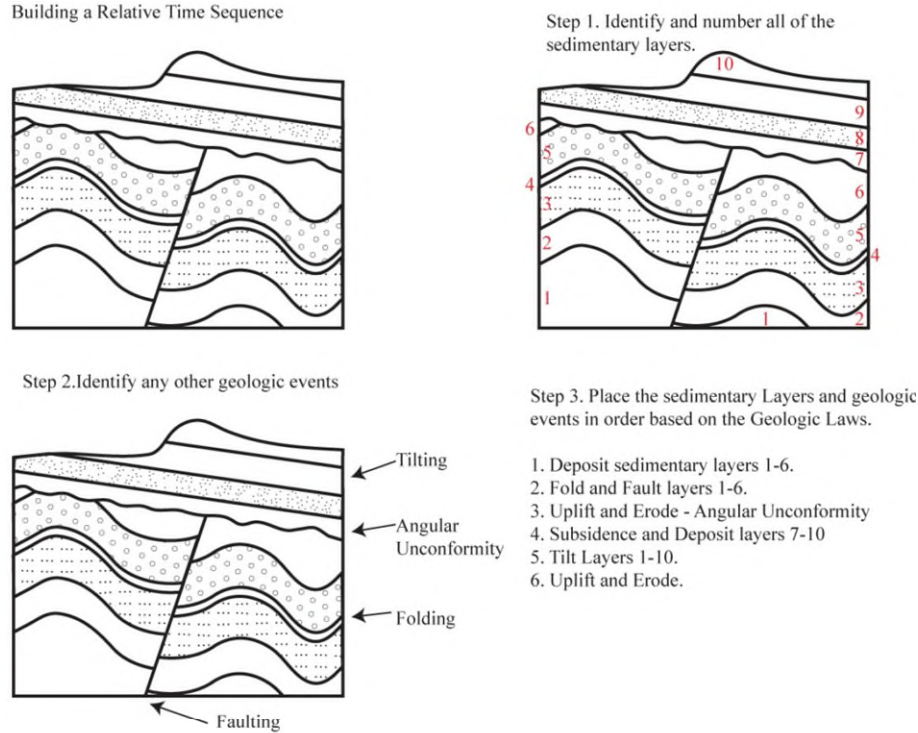 Building a Relative Time Sequence
Step 1. Identify and number all of the
sedimentary layers.
10
9
8
7
6
5
4
3
2
1
6
5
4
3
2
1
Step 2.Identify any other geologic events
Tilting
Angular
Unconformity
Folding
Faulting
Step 3. Place the sedimentary Layers and geologic
events in order based on the Geologic Laws.
1. Deposit sedimentary layers 1-6.
2. Fold and Fault layers 1-6.
3. Uplift and Erode - Angular Unconformity
4. Subsidence and Deposit layers 7-10
5. Tilt Layers 1-10.
6. Uplift and Erode.